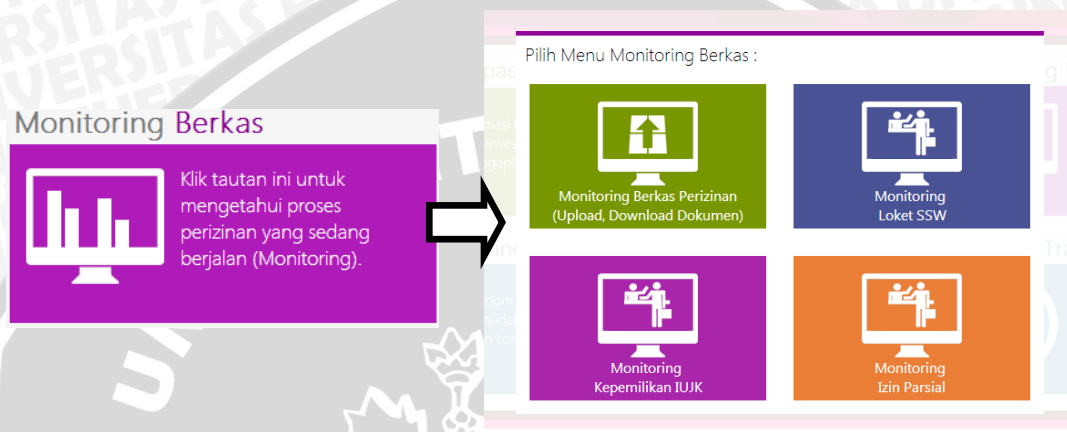 Monitoring Berkas
Klik tautan ini untuk
mengetahui proses
perizinan yang sedang
berjalan (Monitoring).
Pilih Menu Monitoring Berkas :
Monitoring Berkas Perizinan
(Upload, Download Dokumen)
Monitoring
Loket SSW
Monitoring
Kepemilikan IUJK
Monitoring
Izin Parsial